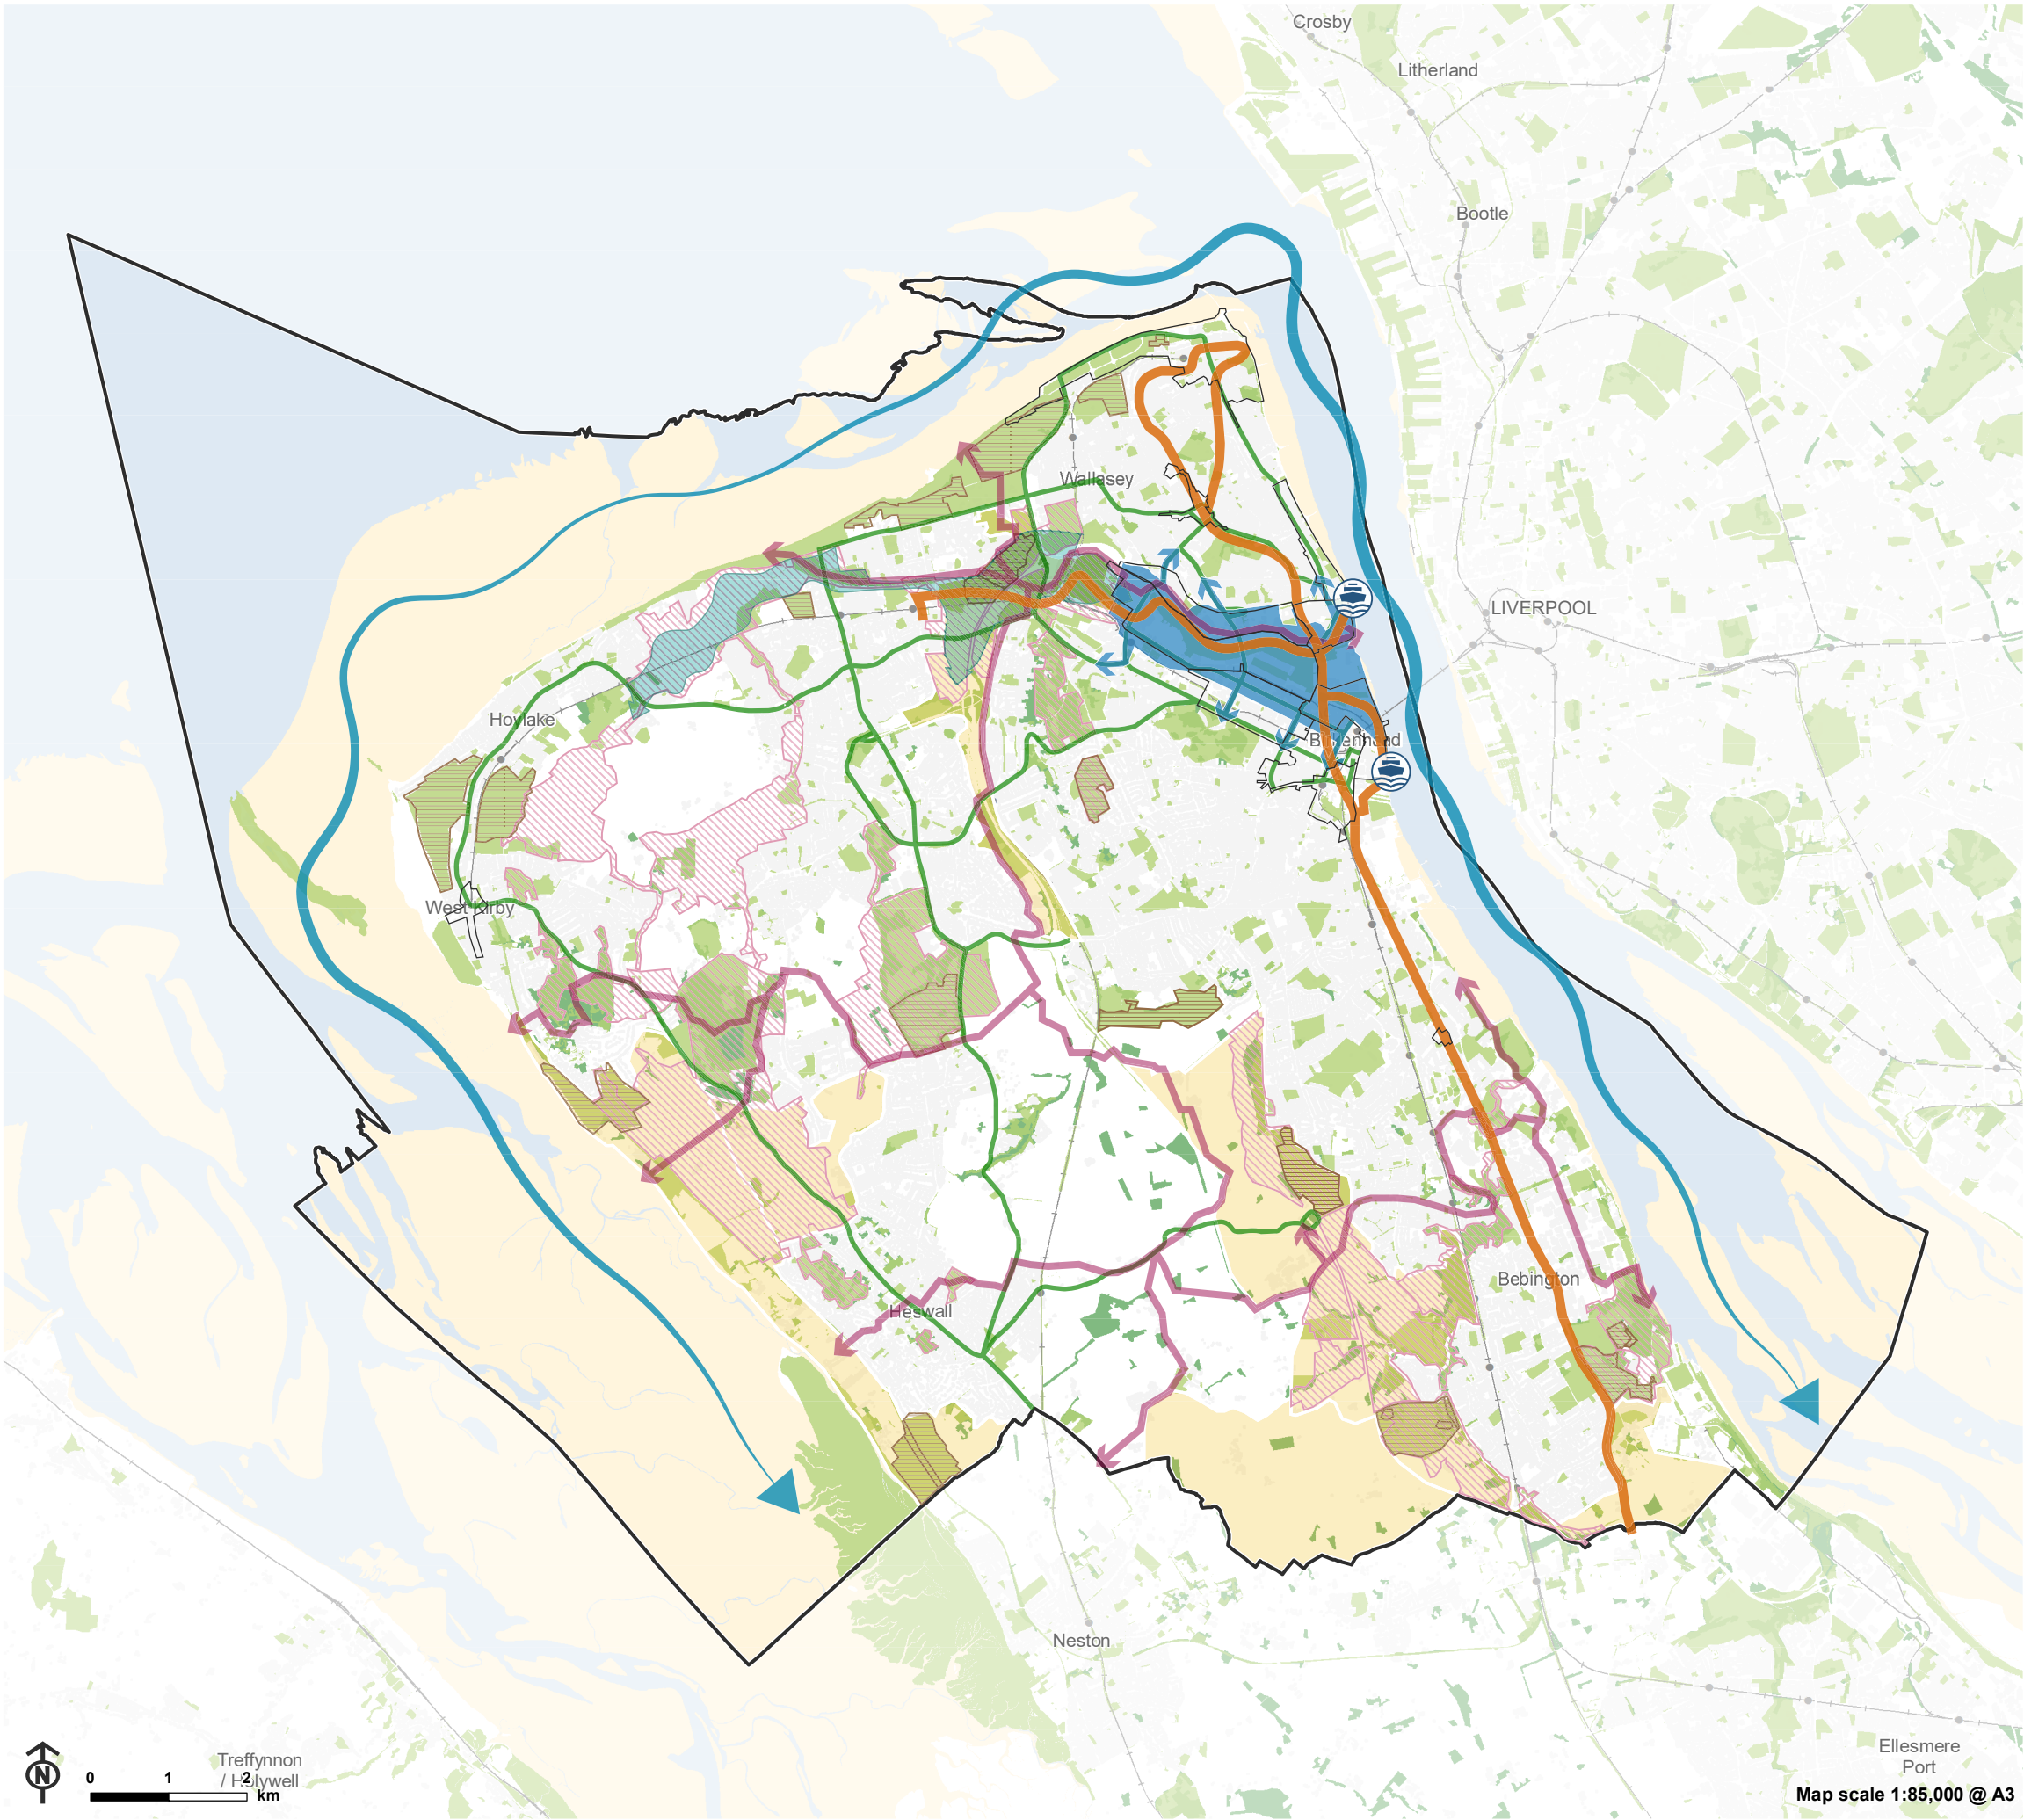 Crosby
Litherland
Bootle
Wallasey
LIVERPOOL
Hoylake
Birkenhead
West Kirby
Bebington
Heswall
Neston
Treffynnon
/ Holywell
Ellesmere
Port
N
0 1 2
km
Map scale 1:85,000 @ A3